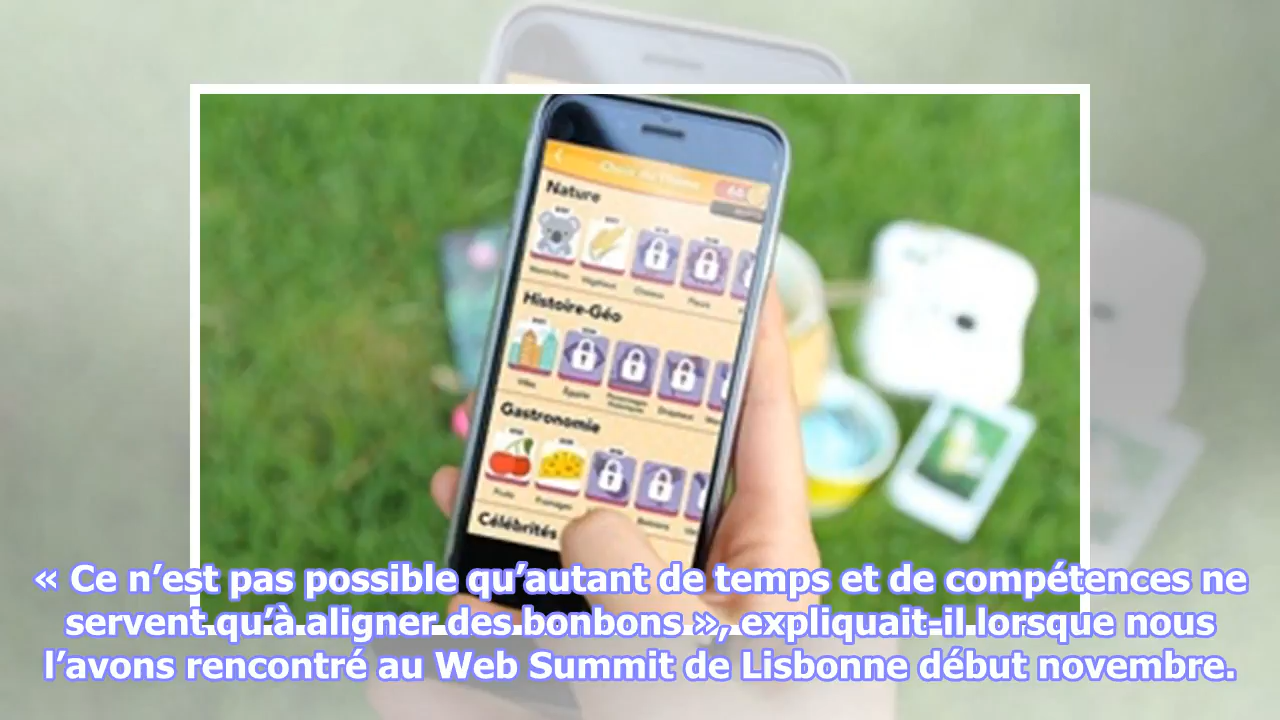 Nature
Histoire-Géo
Gastronomie
Célébrités
« Ce n’est pas possible qu’autant de temps et de compétences ne
servent qu’à aligner des bonbons », expliquait-il lorsque nous
l’avons rencontré au Web Summit de Lisbonne début novembre.